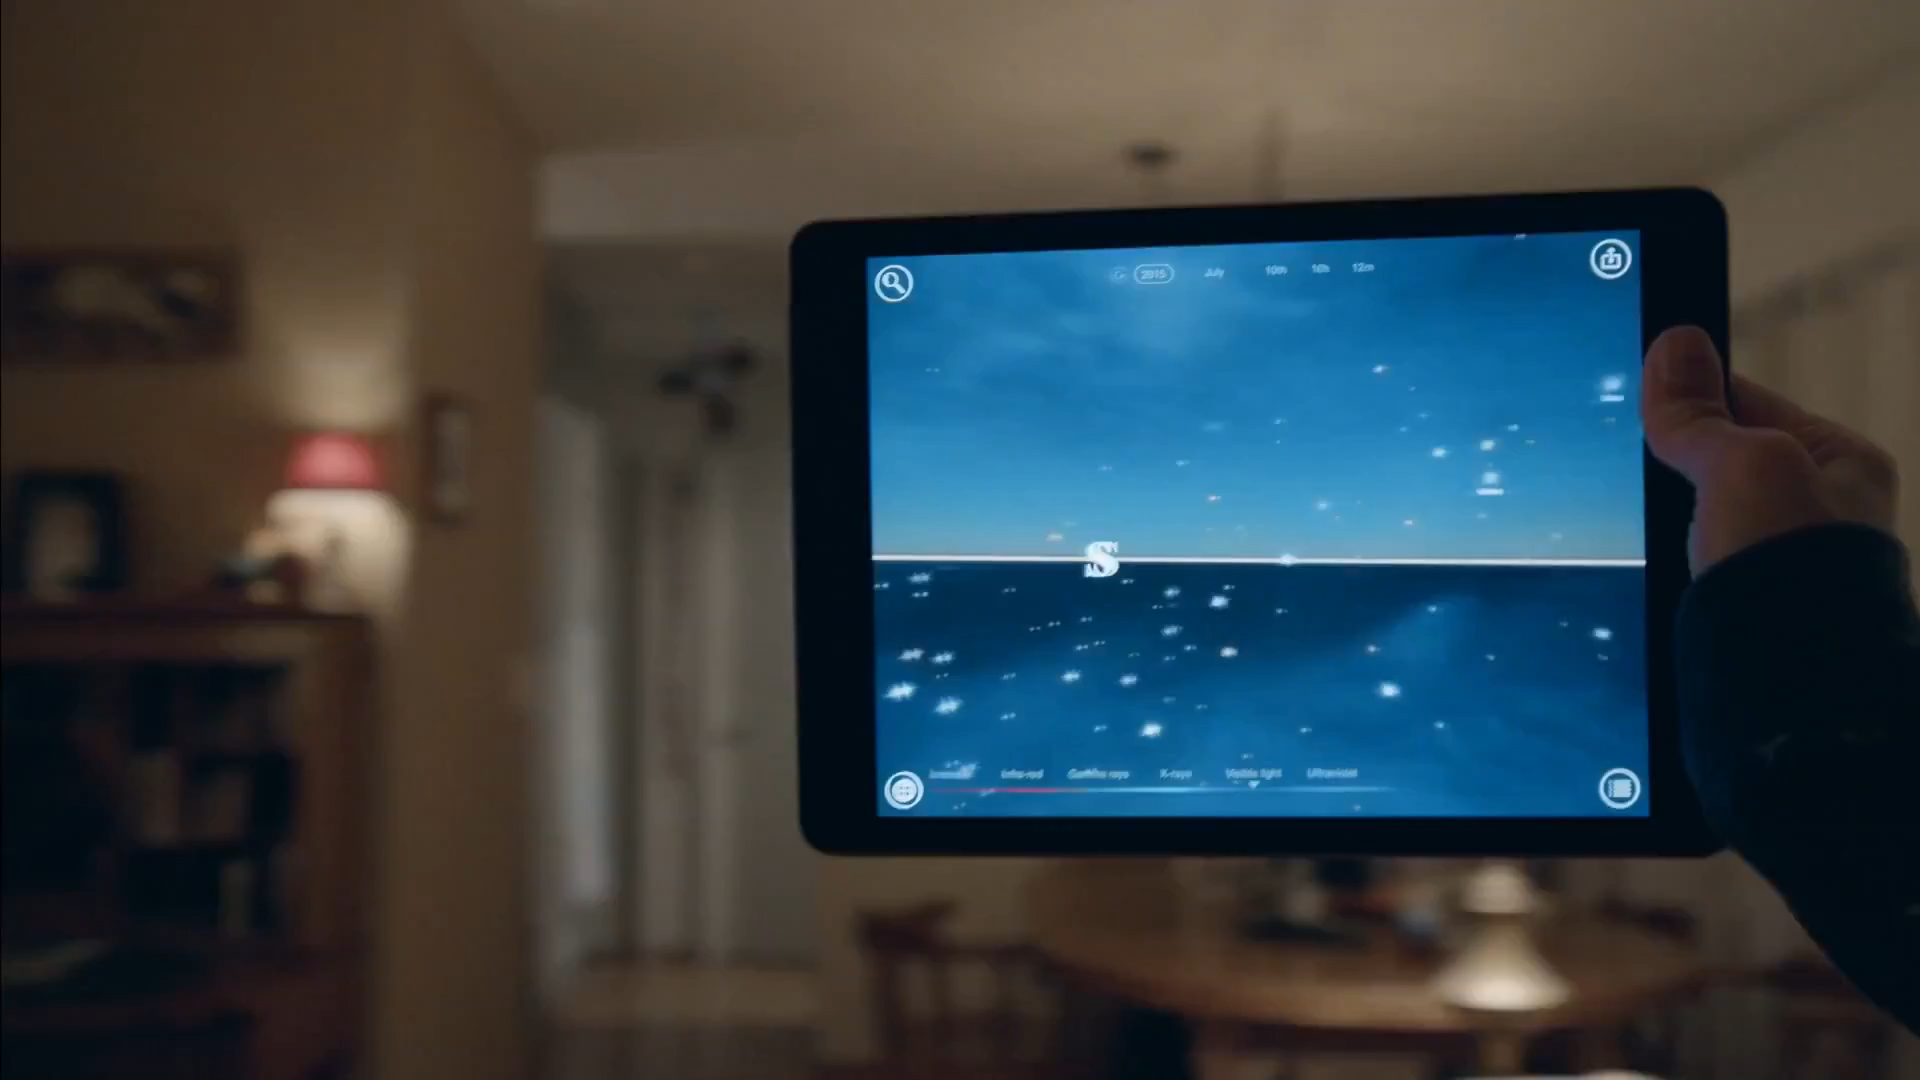 2015 July 10th 16h 12m
S
Infra-red Gamma rays X-rays Visible light Ultraviolet